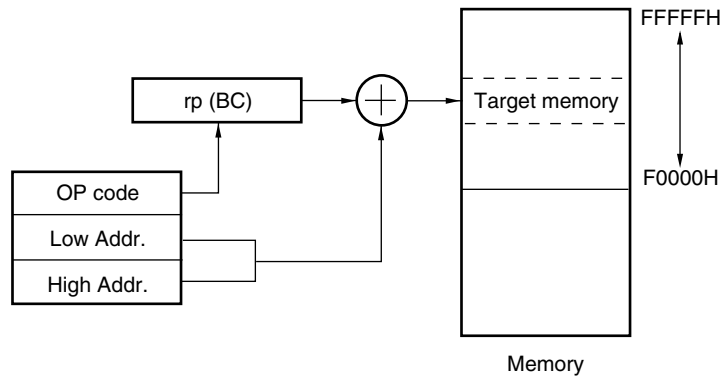 FFFFFH
rp (BC)
Target memory
OP code
F0000H
Low Addr.
High Addr.
Memory